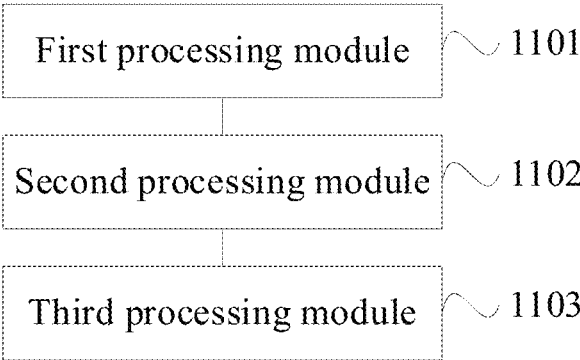 First processing module 1101
Second processing module 1102
Third processing module 1103